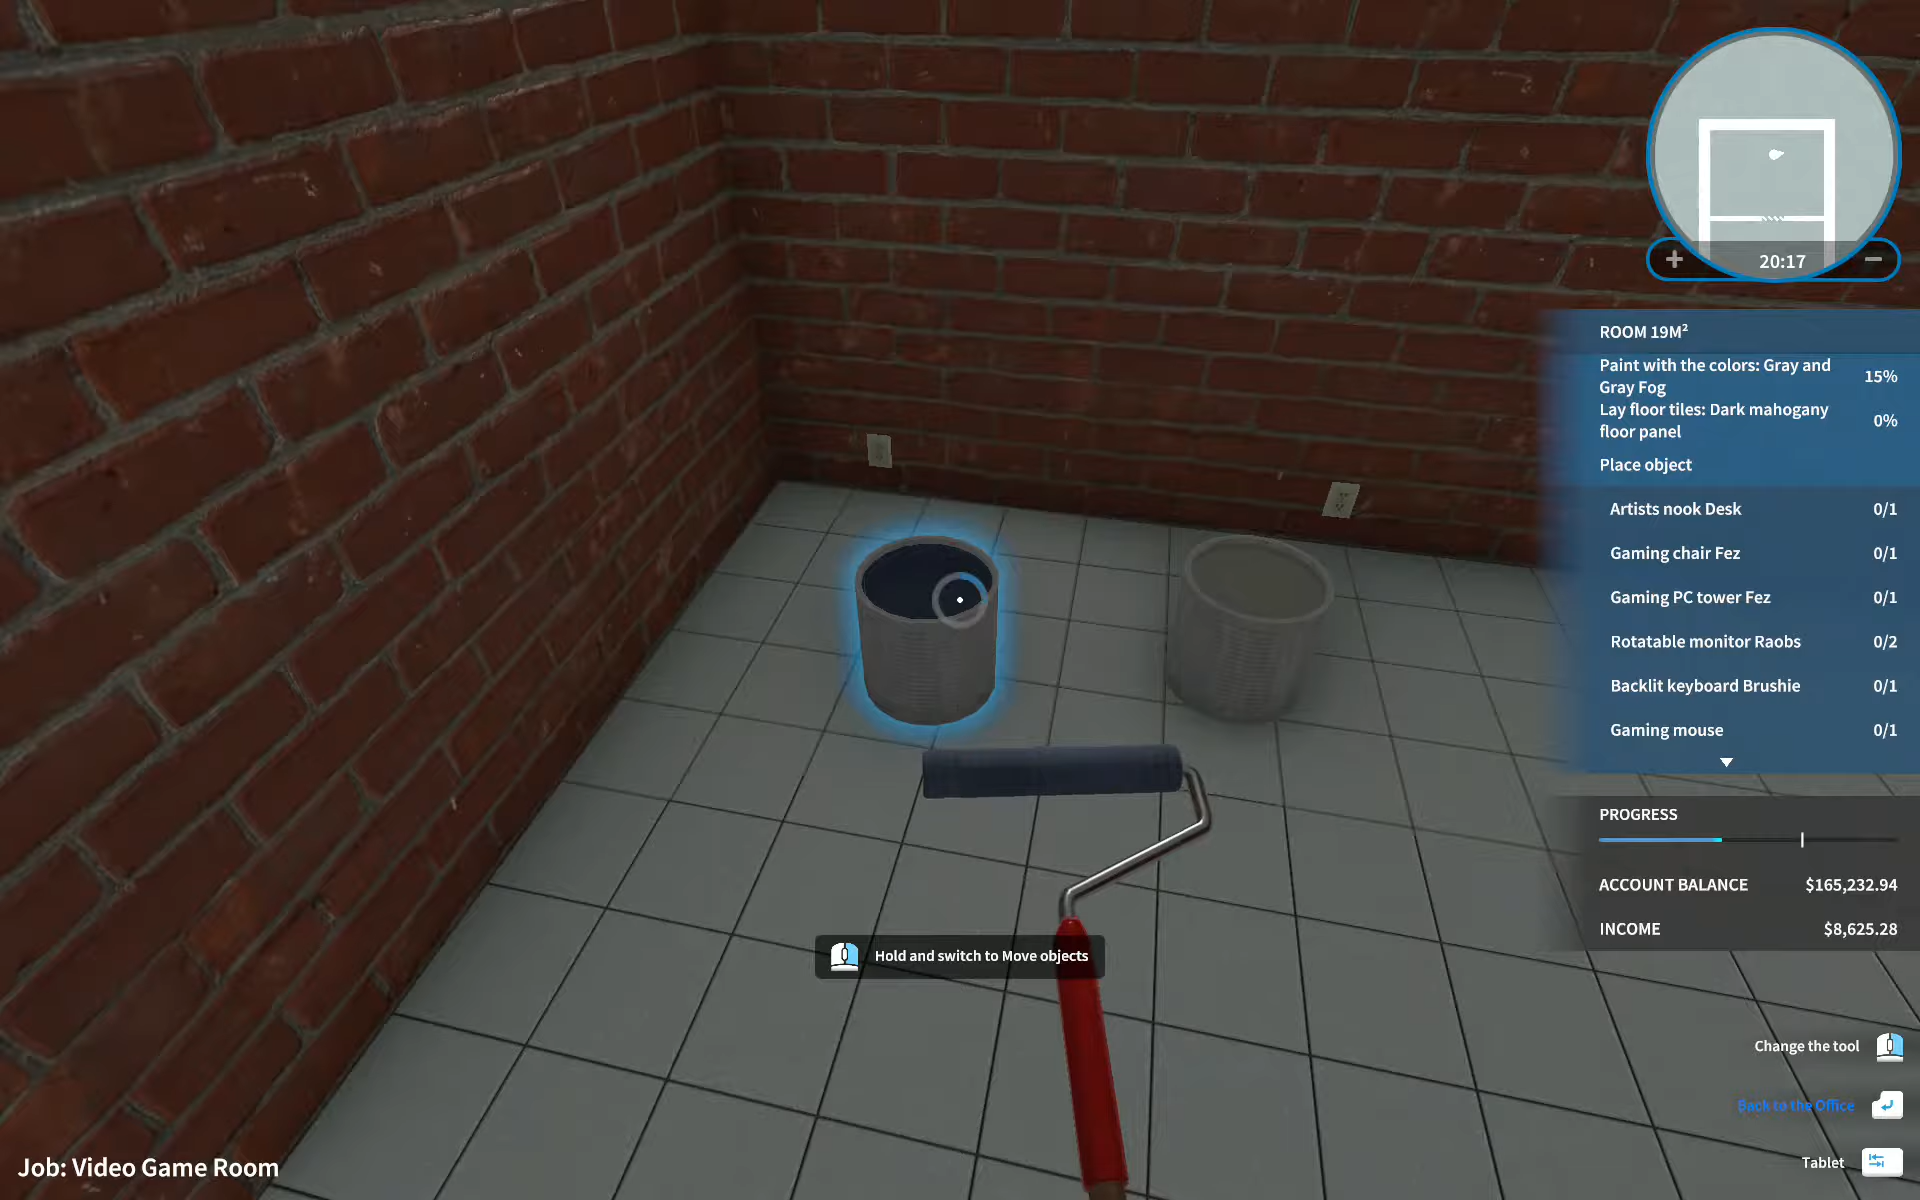 20:17
ROOM 19M²
Paint with the colors: Gray and
Gray Fog
15%
Lay floor tiles: Dark mahogany
floor panel
0%
Place object
Artists nook Desk 0/1
Gaming chair Fez 0/1
Gaming PC tower Fez 0/1
Rotatable monitor Raobs 0/2
Backlit keyboard Brushie 0/1
Gaming mouse 0/1
PROGRESS
ACCOUNT BALANCE $165,232.94
INCOME $8,625.28
Hold and switch to Move objects
Change the tool
Back to the Office
Tablet
Job: Video Game Room